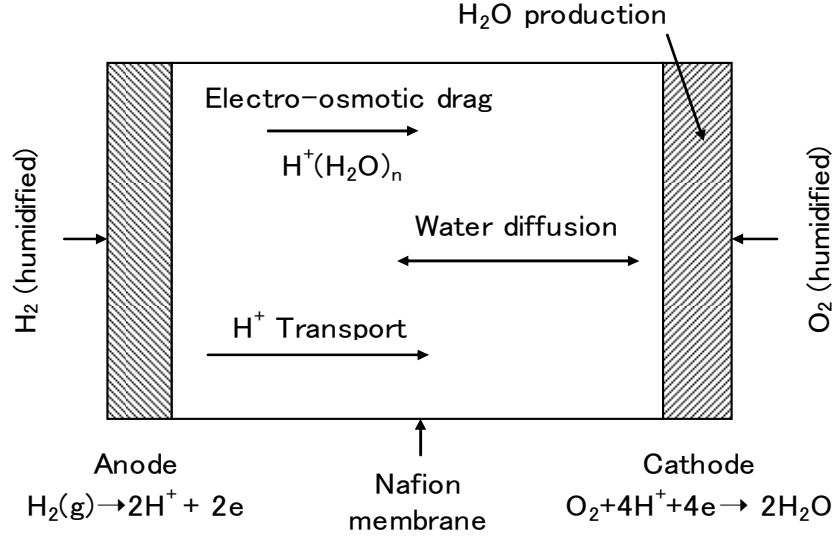 H₂O production
Electro-osmotic drag
H⁺(H₂O)ₙ
Water diffusion
H⁺ Transport
H₂ (humidified)
O₂ (humidified)
Anode
H₂(g)→2H⁺ + 2e
Nafion
membrane
Cathode
O₂+4H⁺+4e→ 2H₂O